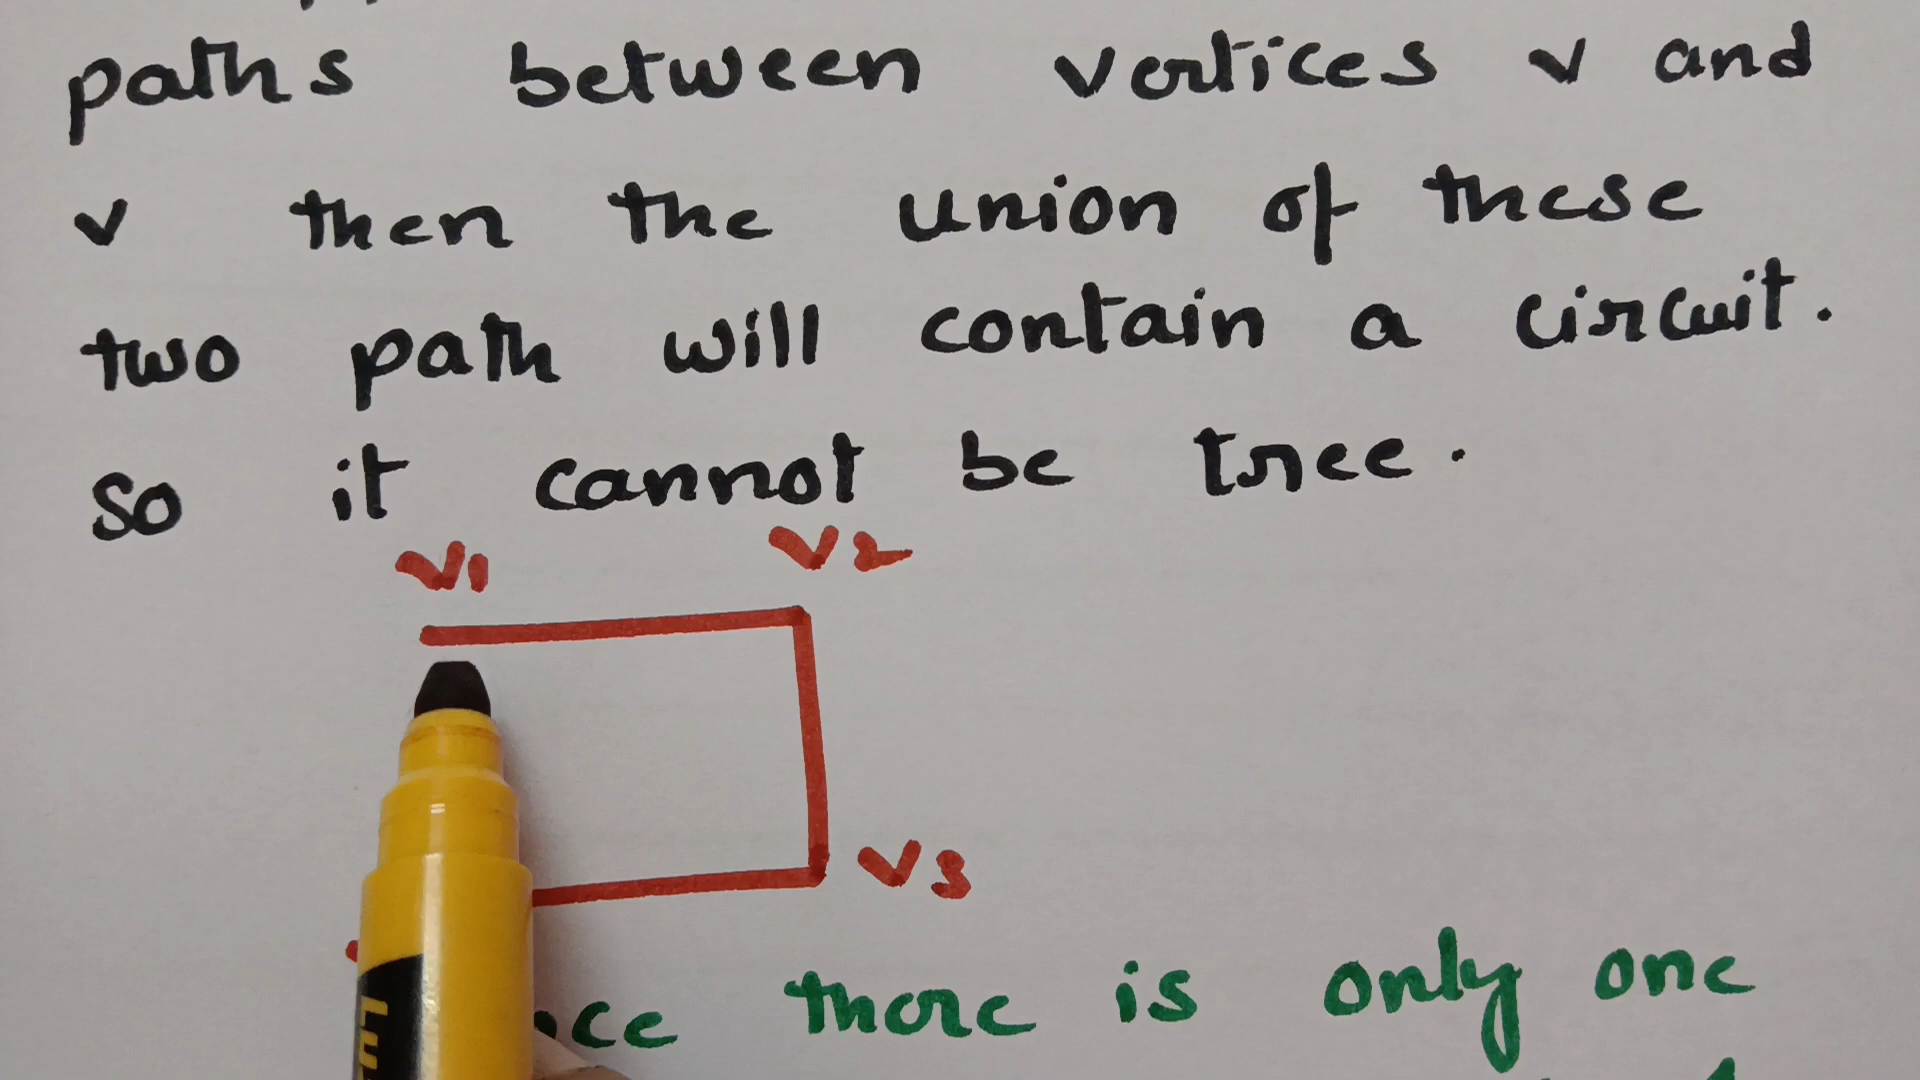 paths between vertices v and
v then the union of these
two path will contain a circuit.
So it cannot be tree.
V1 V2
V3
there is only one